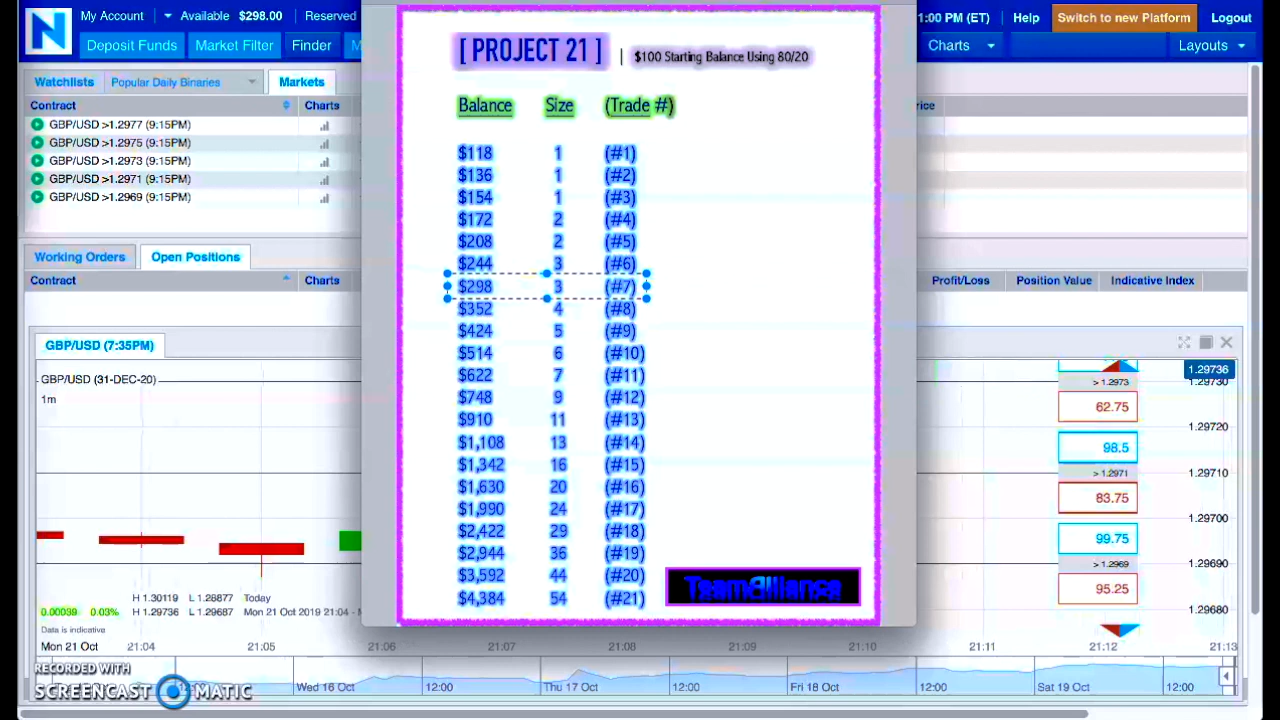 My Account Available $298.00 Reserved
1:00 PM (ET) Help Switch to new Platform Logout
Deposit Funds Market Filter Finder
Charts Layouts
Watchlists Popular Daily Binaries Markets
Contract Charts
GBP/USD >1.2977 (9:15PM)
GBP/USD >1.2975 (9:15PM)
GBP/USD >1.2973 (9:15PM)
GBP/USD >1.2971 (9:15PM)
GBP/USD >1.2969 (9:15PM)
Working Orders Open Positions
Contract Charts
Profit/Loss Position Value Indicative Index
[ PROJECT 21 ] | $100 Starting Balance Using 80/20
Balance Size (Trade #)
$118 1 (#1)
$136 1 (#2)
$154 1 (#3)
$172 2 (#4)
$208 2 (#5)
$244 3 (#6)
$298 3 (#7)
$352 4 (#8)
$424 5 (#9)
$514 6 (#10)
$622 7 (#11)
$748 9 (#12)
$910 11 (#13)
$1,108 13 (#14)
$1,342 16 (#15)
$1,630 20 (#16)
$1,990 24 (#17)
$2,422 29 (#18)
$2,944 36 (#19)
$3,592 44 (#20)
$4,384 54 (#21)
TeamAlliance
GBP/USD (7:35PM)
GBP/USD (31-DEC-20)
1m
1.29736
1.29730
> 1.2973
62.75
1.29720
98.5
> 1.2971
1.29710
83.75
1.29700
99.75
> 1.2969
1.29690
95.25
1.29680
H 1.30119 L 1.28877 Today
0.00039 0.03% H 1.29736 L 1.29687 Mon 21 Oct 2019 21:04
Data is indicative
Mon 21 Oct 21:04 21:05 21:06 21:07 21:08 21:09 21:10 21:11 21:12 21:13
12:00 Wed 16 Oct 12:00 Thu 17 Oct 12:00 Fri 18 Oct 12:00 Sat 19 Oct 12:00
RECORDED WITH
SCREENCAST MATIC